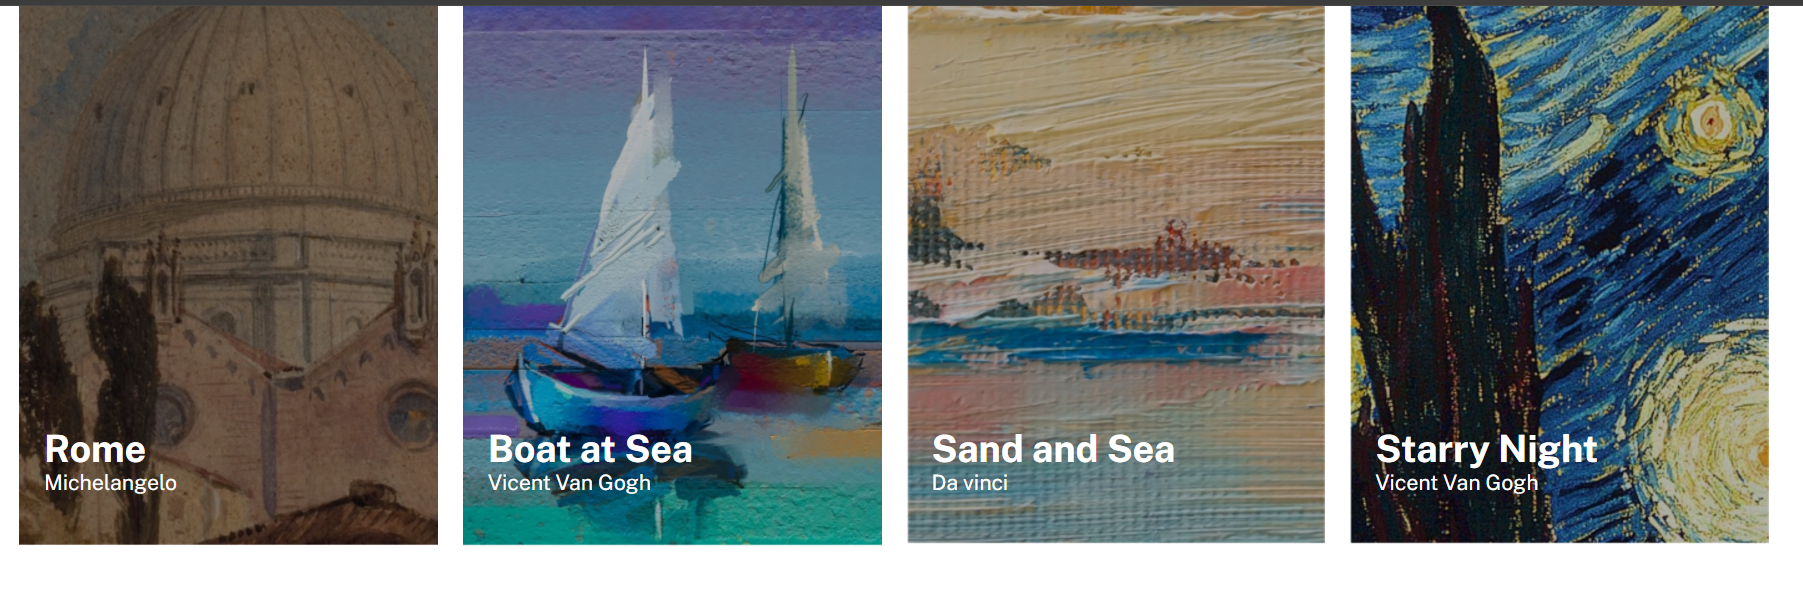 Rome
Michelangelo
Boat at Sea
Vicent Van Gogh
Sand and Sea
Da vinci
Starry Night
Vicent Van Gogh